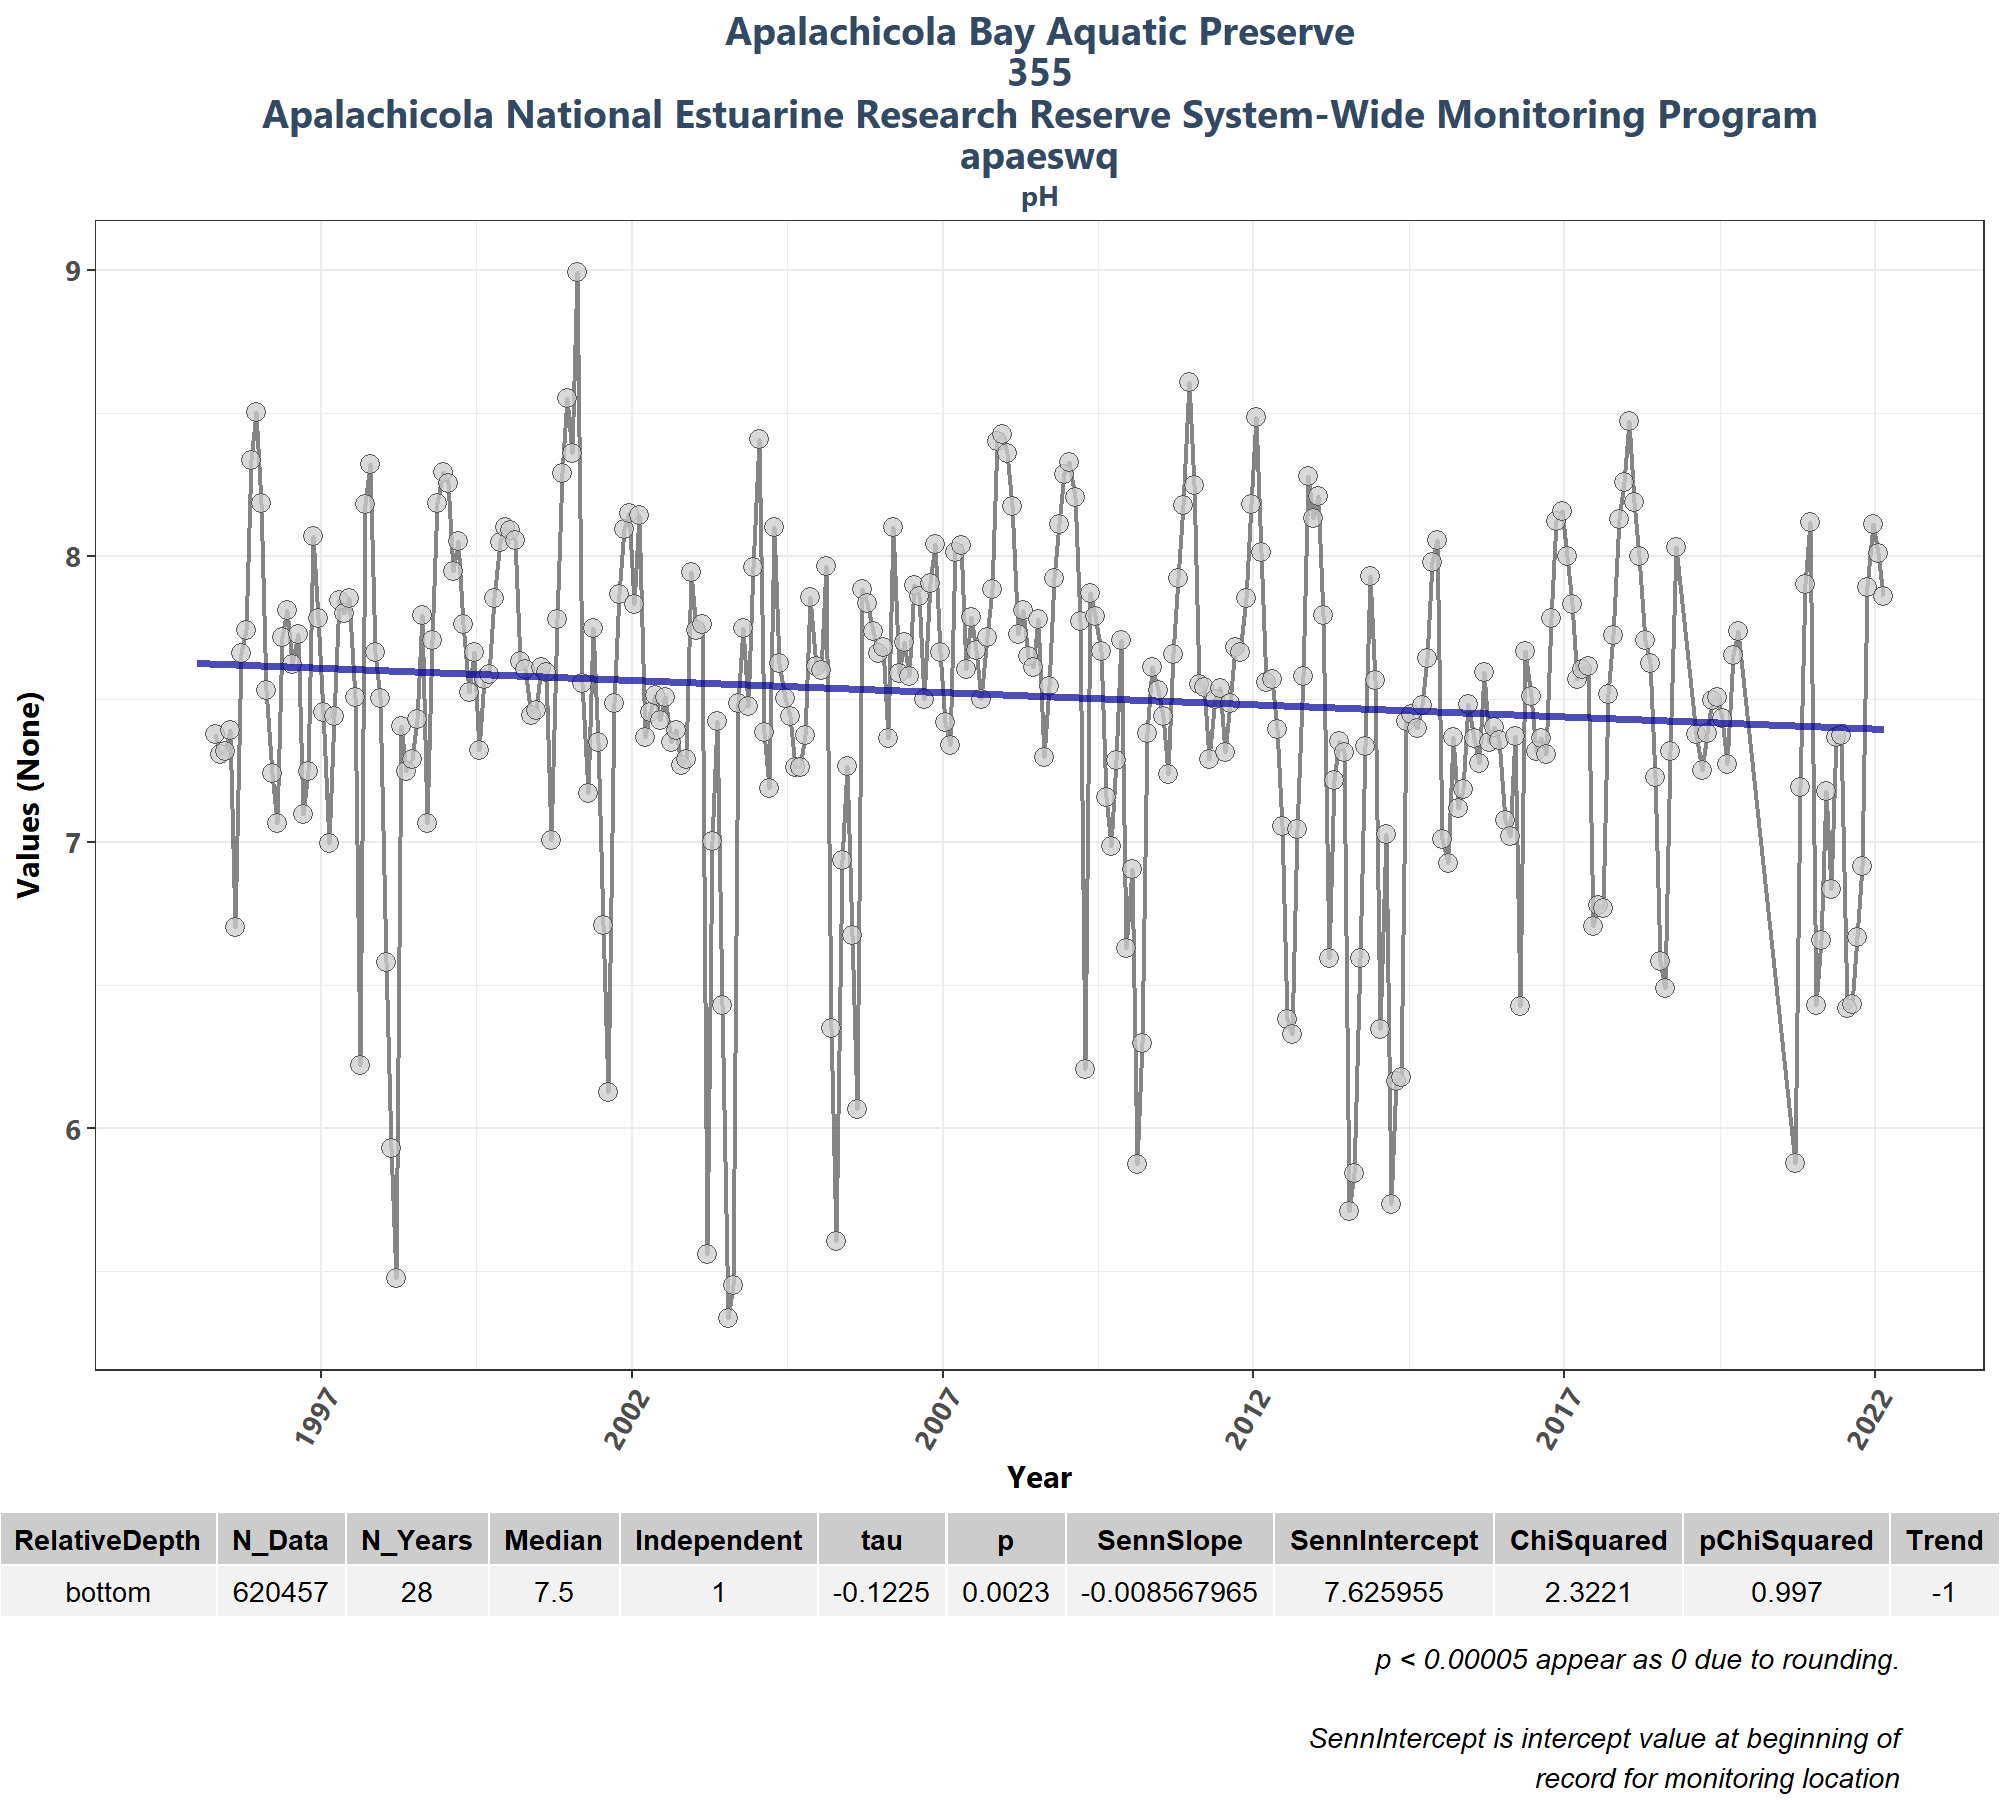 Apalachicola Bay Aquatic Preserve
355
Apalachicola National Estuarine Research Reserve System-Wide Monitoring Program
apaeswq
pH
9
8
7
6
Values (None)
1997 2002 2007 2012 2017 2022
Year
RelativeDepth N_Data N_Years Median Independent tau p SennSlope SennIntercept ChiSquared pChiSquared Trend
bottom 620457 28 7.5 1 -0.1225 0.0023 -0.008567965 7.625955 2.3221 0.997 -1
p < 0.00005 appear as 0 due to rounding.
SennIntercept is intercept value at beginning of
record for monitoring location